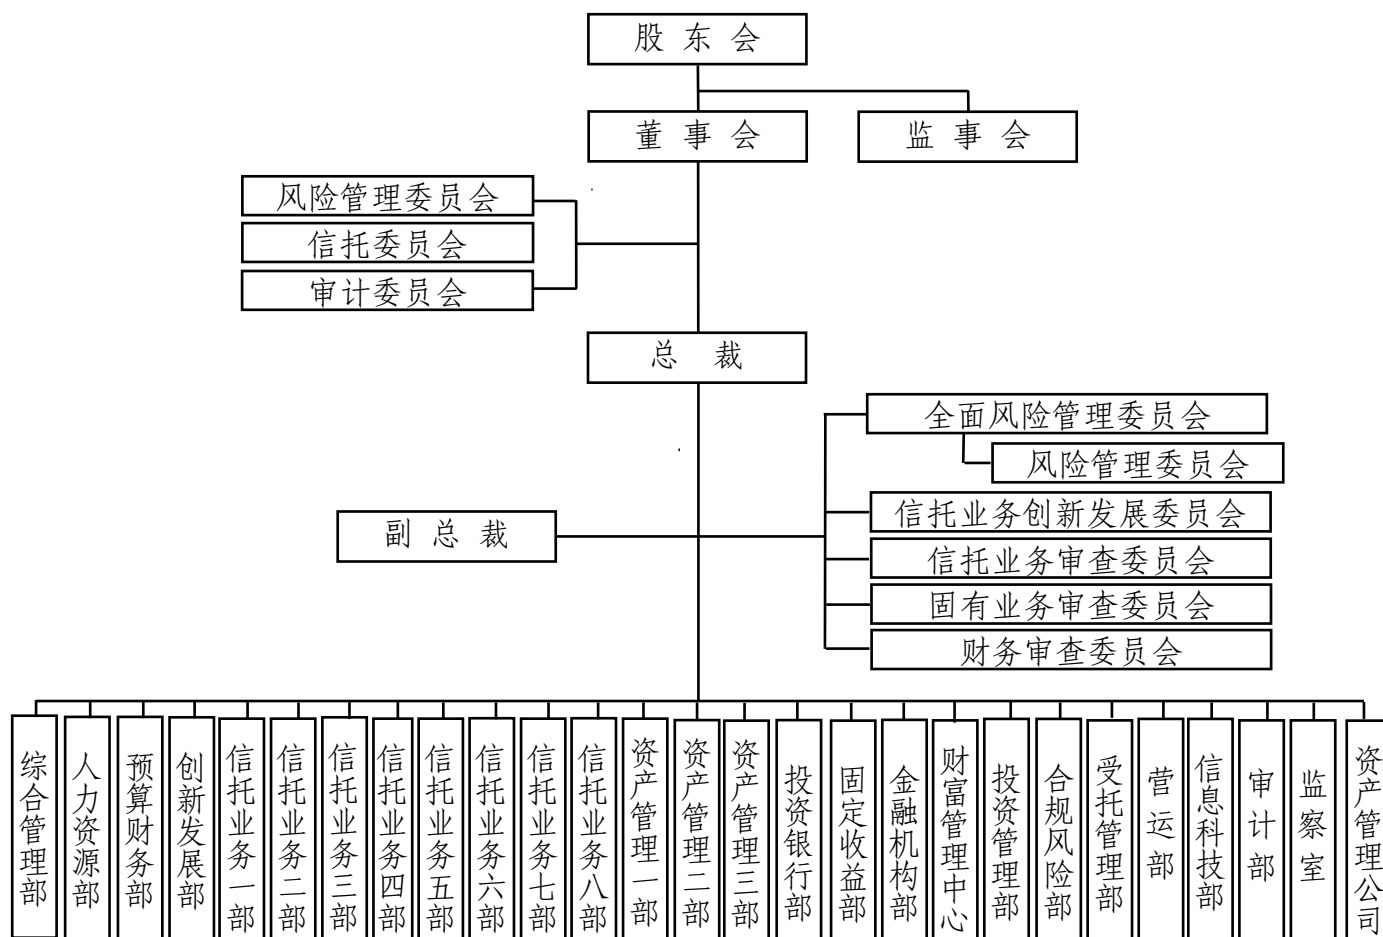 股东会
董事会
监事会
风险管理委员会
信托委员会
审计委员会
总裁
全面风险管理委员会
风险管理委员会
副总裁
信托业务创新发展委员会
信托业务审查委员会
固有业务审查委员会
财务审查委员会
综合管理部
人力资源部
预算财务部
创新发展部
信托业务一部
信托业务二部
信托业务三部
信托业务四部
信托业务五部
信托业务六部
信托业务七部
信托业务八部
资产管理一部
资产管理二部
资产管理三部
投资银行部
固定收益部
金融机构部
财富管理中心
投资管理部
合规风险部
受托管理部
营运部
信息科技部
审计部
监察室
资产管理公司